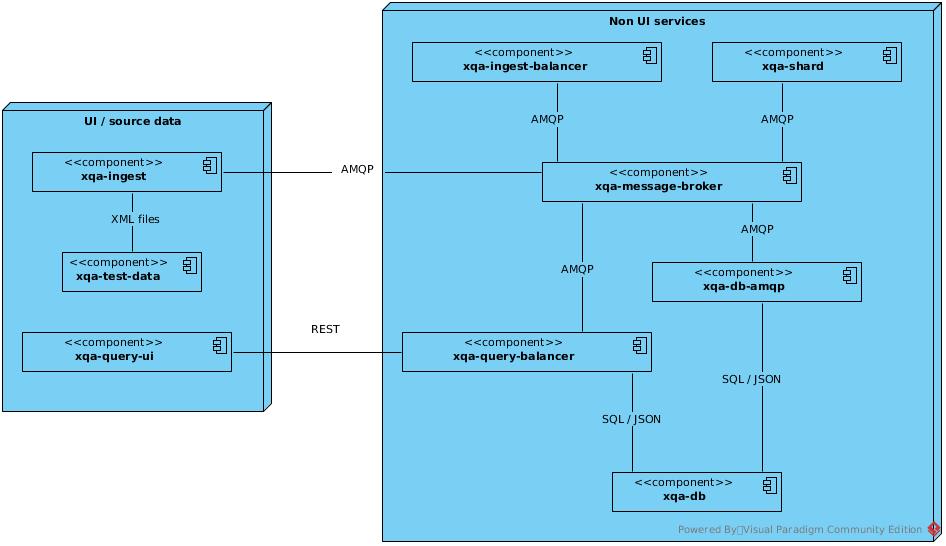 Non UI services
<<component>>
xqa-ingest-balancer
<<component>>
xqa-shard
AMQP
AMQP
UI / source data
<<component>>
xqa-ingest
AMQP
<<component>>
xqa-message-broker
XML files
AMQP
<<component>>
xqa-test-data
AMQP
<<component>>
xqa-db-amqp
REST
<<component>>
xqa-query-ui
<<component>>
xqa-query-balancer
SQL / JSON
SQL / JSON
<<component>>
xqa-db
Powered By Visual Paradigm Community Edition